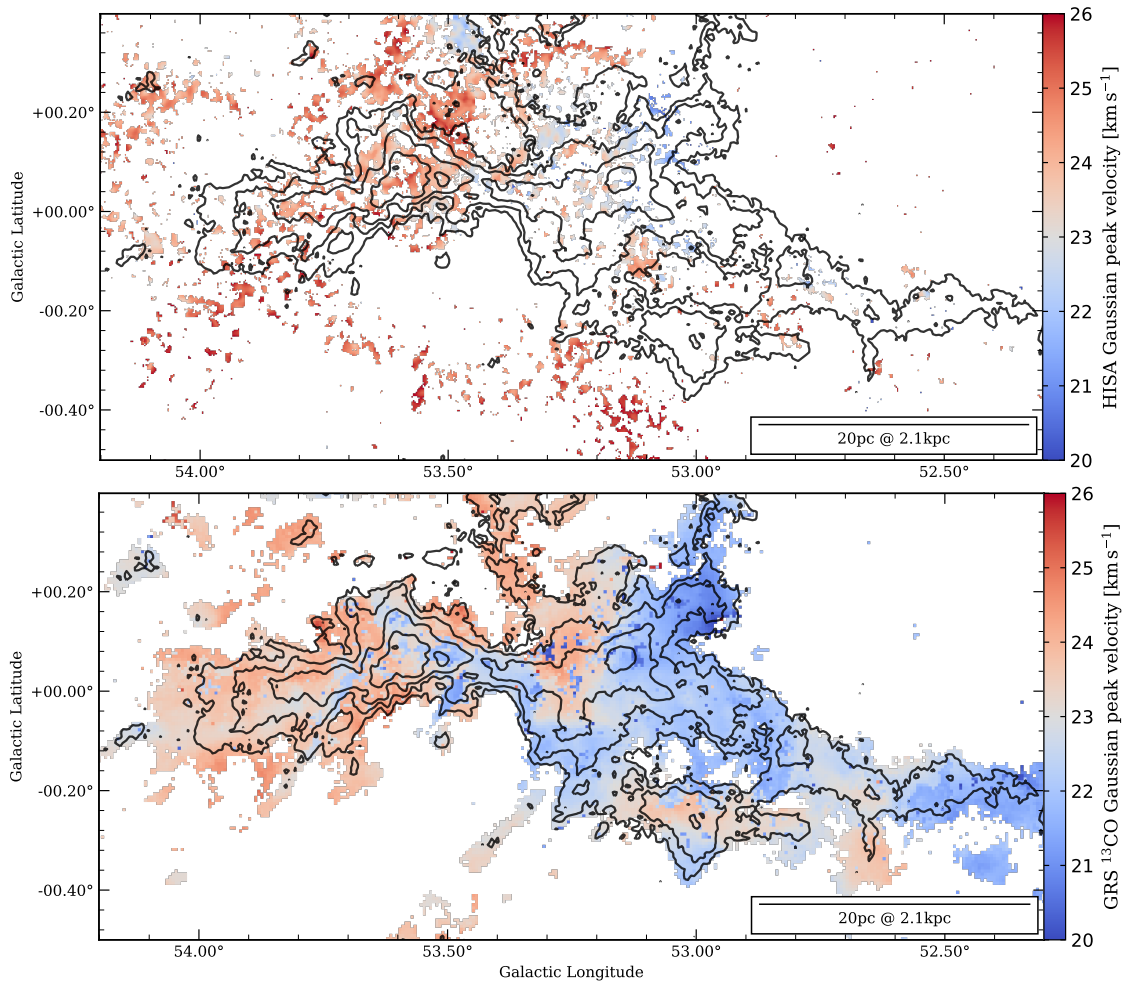 26
+00.20°
25
24
+00.00°
23
-00.20°
22
21
-00.40°
20
Galactic Latitude
HISA Gaussian peak velocity [km s⁻¹]
20pc @ 2.1kpc
54.00° 53.50° 53.00° 52.50°
26
+00.20°
25
24
+00.00°
23
-00.20°
22
21
-00.40°
20
Galactic Latitude
GRS ¹³CO Gaussian peak velocity [km s⁻¹]
20pc @ 2.1kpc
54.00° 53.50° 53.00° 52.50°
Galactic Longitude